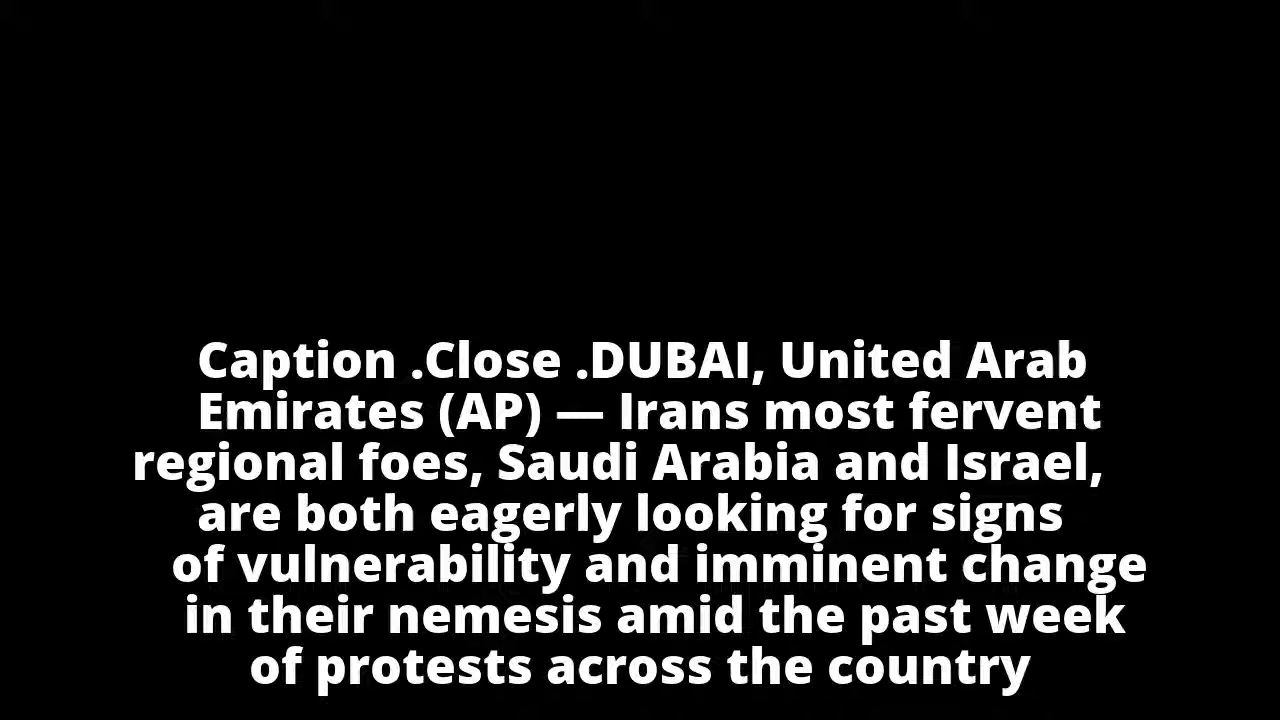 Caption .Close .DUBAI, United Arab
Emirates (AP) — Irans most fervent
regional foes, Saudi Arabia and Israel,
are both eagerly looking for signs
of vulnerability and imminent change
in their nemesis amid the past week
of protests across the country